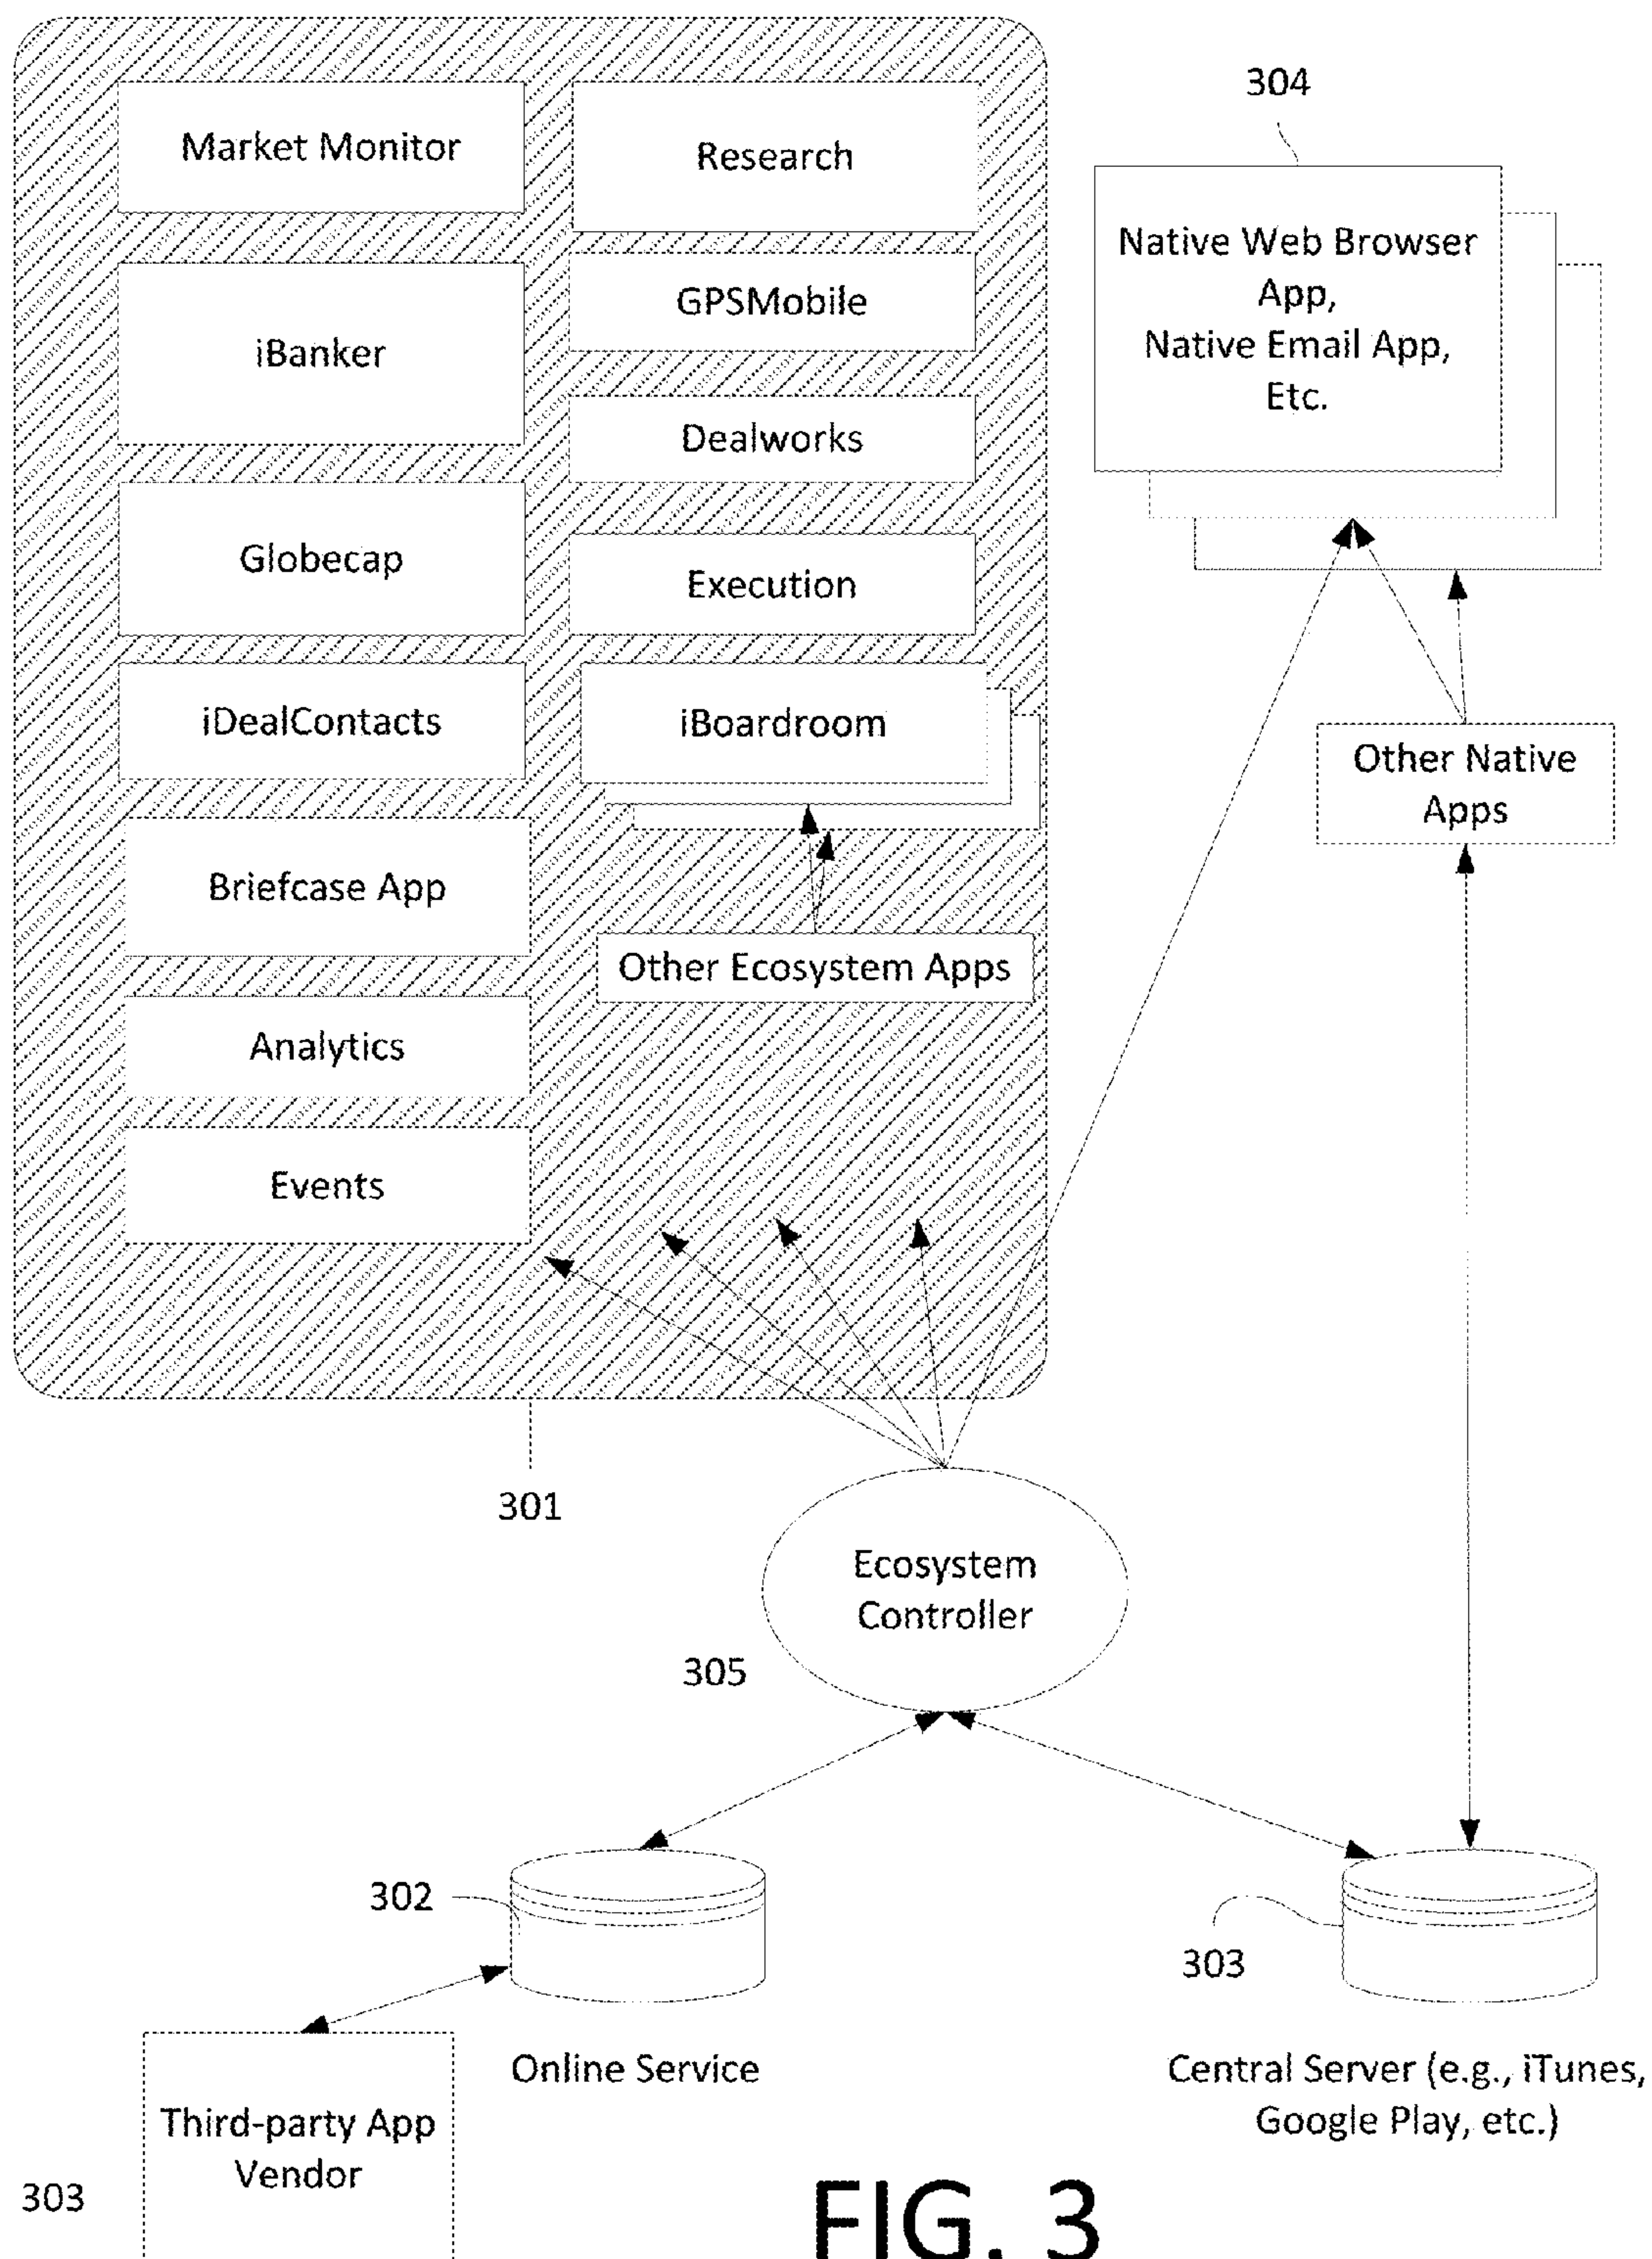 304
Market Monitor
Research
iBanker
GPSMobile
Dealworks
Globecap
Execution
iDealContacts
iBoardroom
Briefcase App
Other Ecosystem Apps
Analytics
Events
Native Web Browser
App,
Native Email App,
Etc.
Other Native
Apps
301
Ecosystem
Controller
305
302
303
Online Service
Central Server (e.g., iTunes,
Google Play, etc.)
Third-party App
Vendor
303
FIG. 3